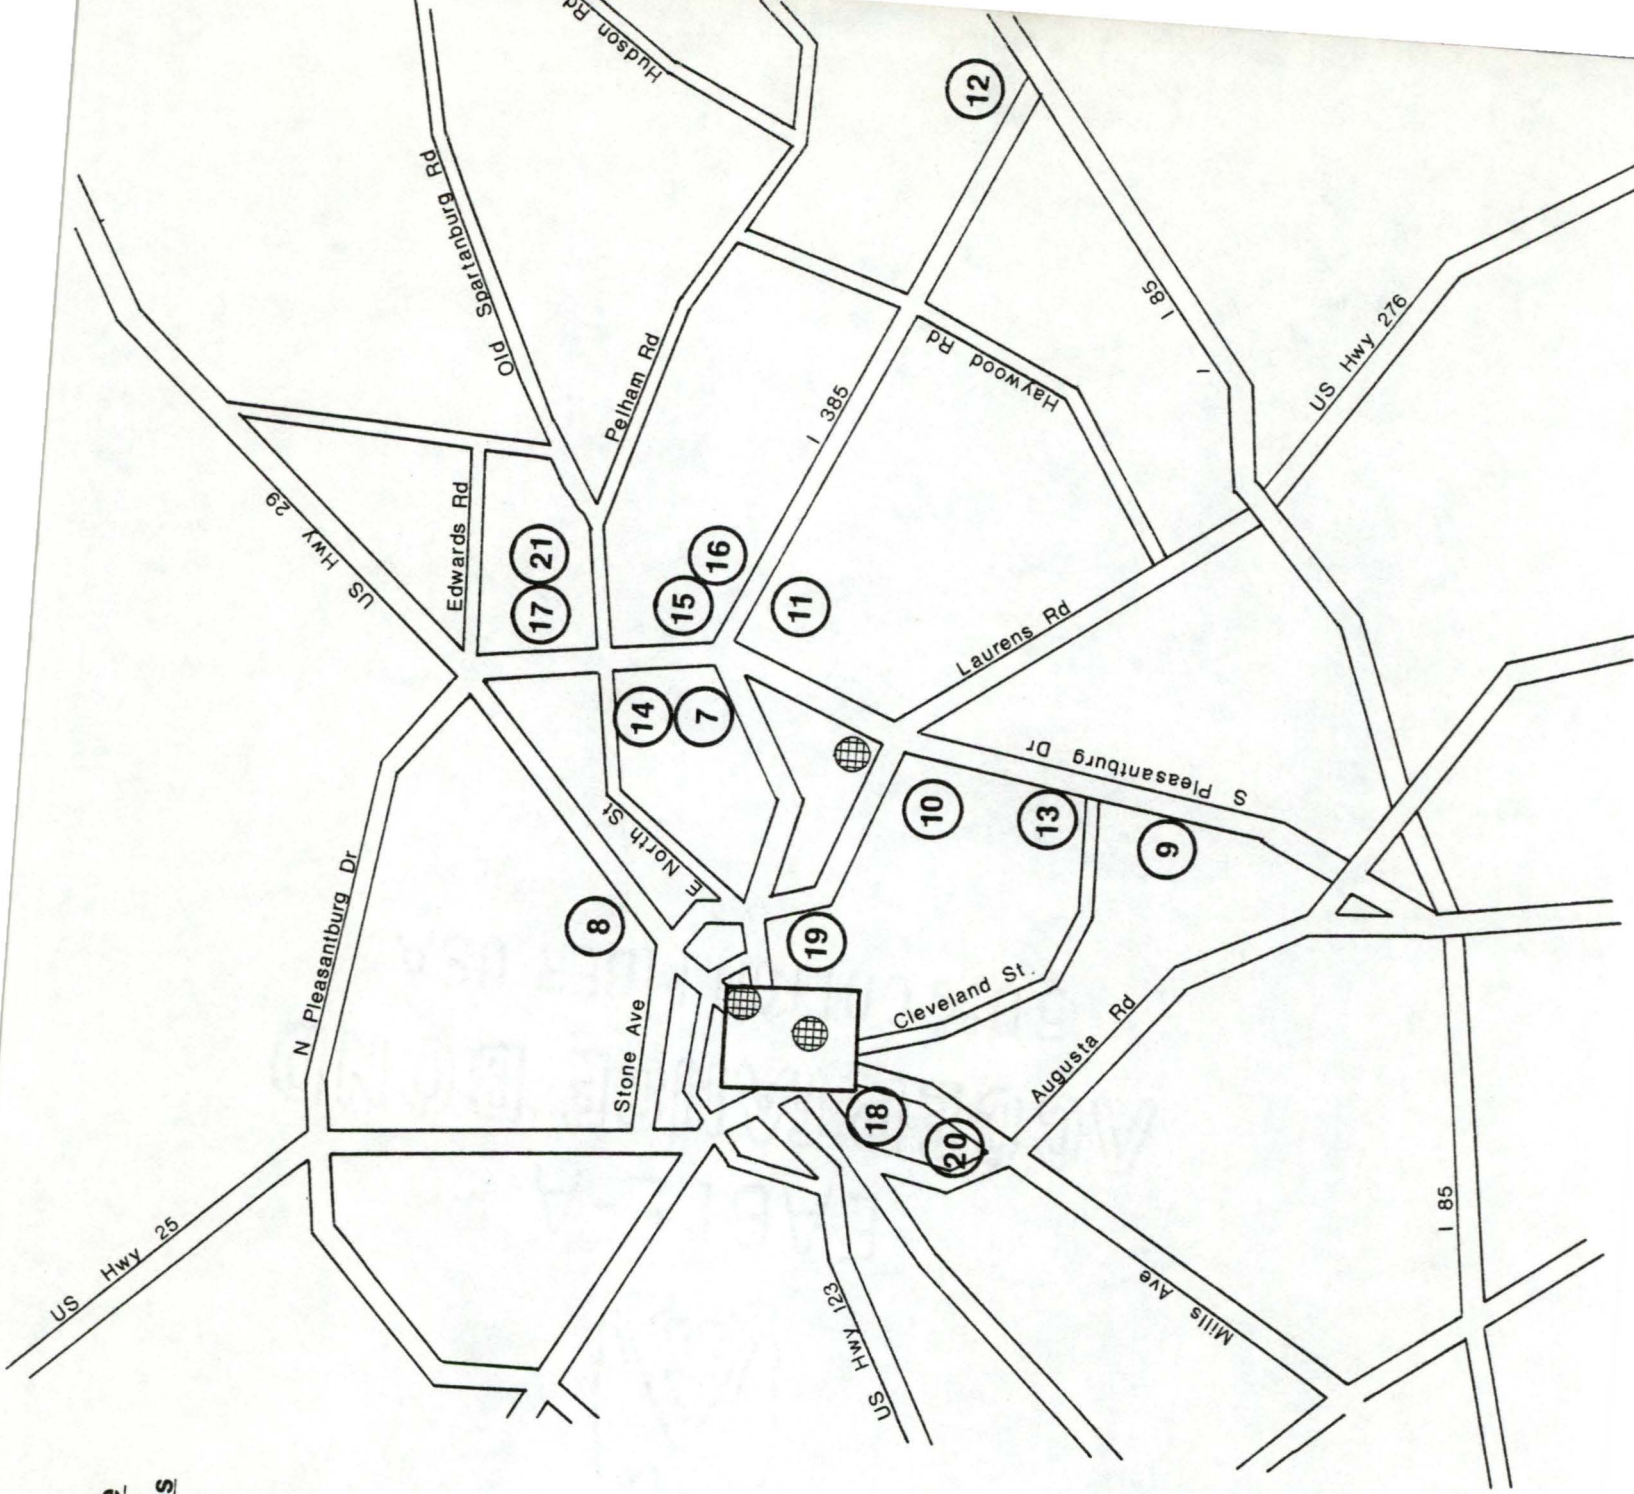 Hudson Rd
Old Spartanburg Rd
Pelham Rd
12
I 85
US Hwy 276
Haywood Rd
I 385
US Hwy 29
Edwards Rd
21
17
16
15
11
Laurens Rd
14
7
S Pleasantburg Dr
10
13
9
E North St
N Pleasantburg Dr
8
19
Cleveland St.
Stone Ave
Augusta Rd
18
20
US Hwy 25
US Hwy 123
Mills Ave
I 85